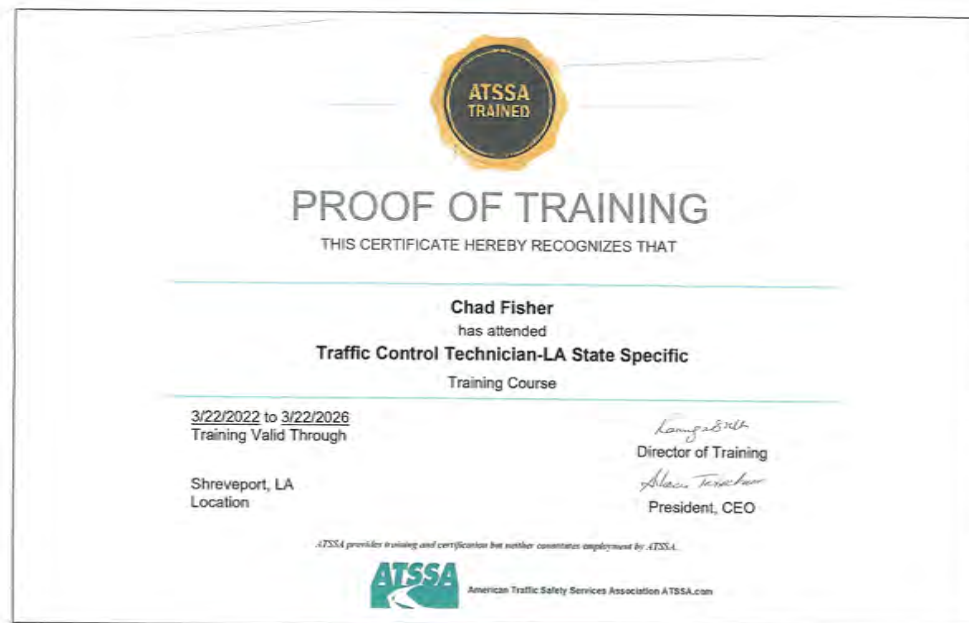 ATSSA
TRAINED
PROOF OF TRAINING
THIS CERTIFICATE HEREBY RECOGNIZES THAT
Chad Fisher
has attended
Traffic Control Technician-LA State Specific
Training Course
3/22/2022 to 3/22/2026
Training Valid Through
Director of Training
Shreveport, LA
Location
President, CEO
ATSSA provides training and certification but neither constitutes employment by ATSSA.
ATSSA
American Traffic Safety Services Association ATSSA.com